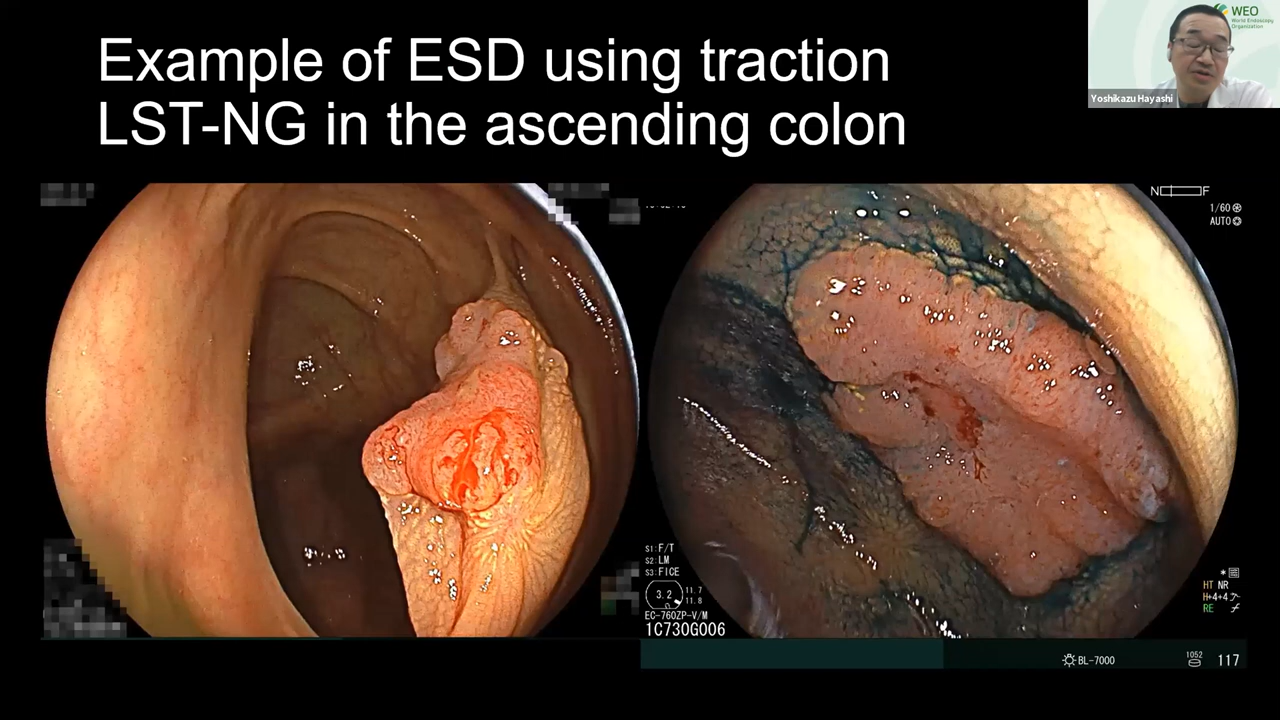 Example of ESD using traction
LST-NG in the ascending colon
WEO
World Endoscopy
Organization
Yoshikazu Hayashi
N F
1/60
AUTO
S1:F/T
S2:LM
S3:FICE
3.2
11.7
11.8
EC-760ZP-V/M
1C730G006
HT NR
H+4+4
RE
BL-7000
1052
117